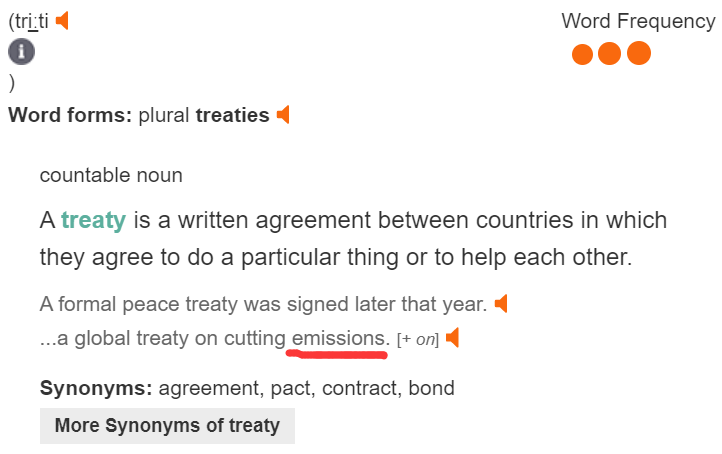 (triːti
Word Frequency
i
)
Word forms: plural treaties
countable noun
A treaty is a written agreement between countries in which
they agree to do a particular thing or to help each other.
A formal peace treaty was signed later that year.
...a global treaty on cutting emissions. [+ on]
Synonyms: agreement, pact, contract, bond
More Synonyms of treaty